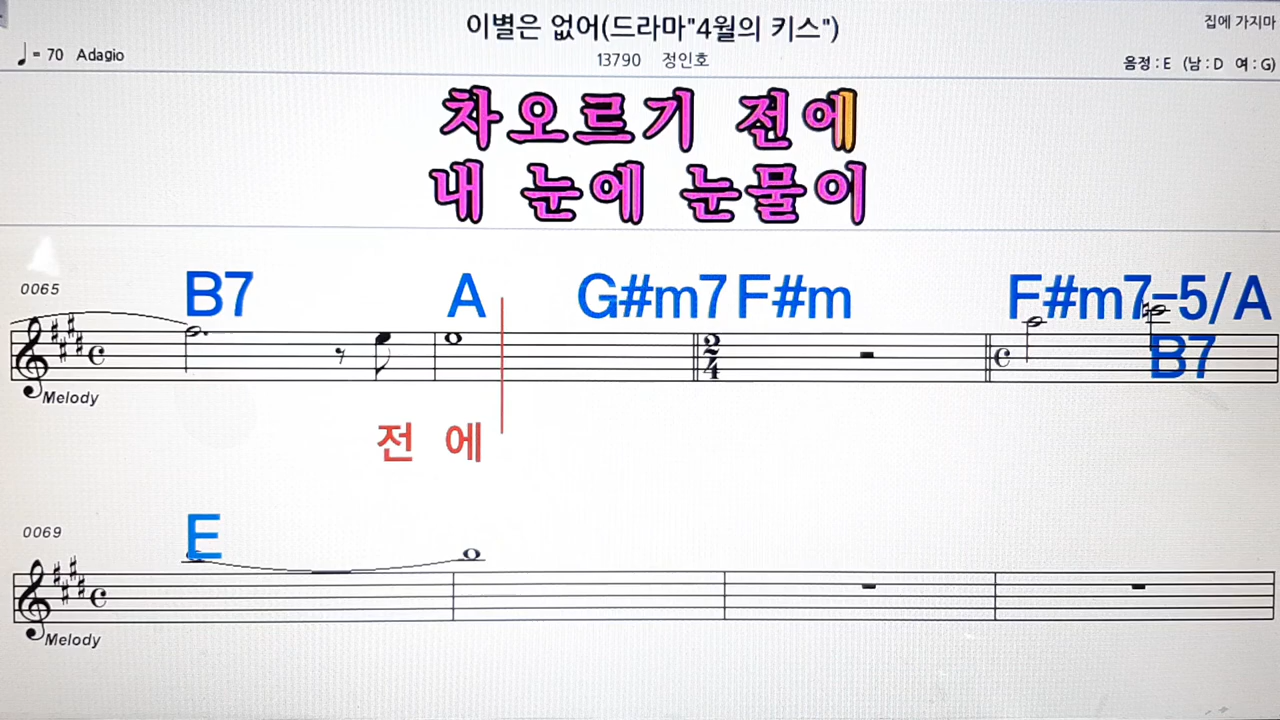 이별은 없어(드라마"4월의 키스")
집에 가지마
♩= 70 Adagio
13790 정인호
음정 : E (남 : D 여 : G)
차오르기 전에
내 눈에 눈물이
0065
B7 A G#m7 F#m F#m7-5/A
B7
2
4
Melody
전 에
0069
E
Melody